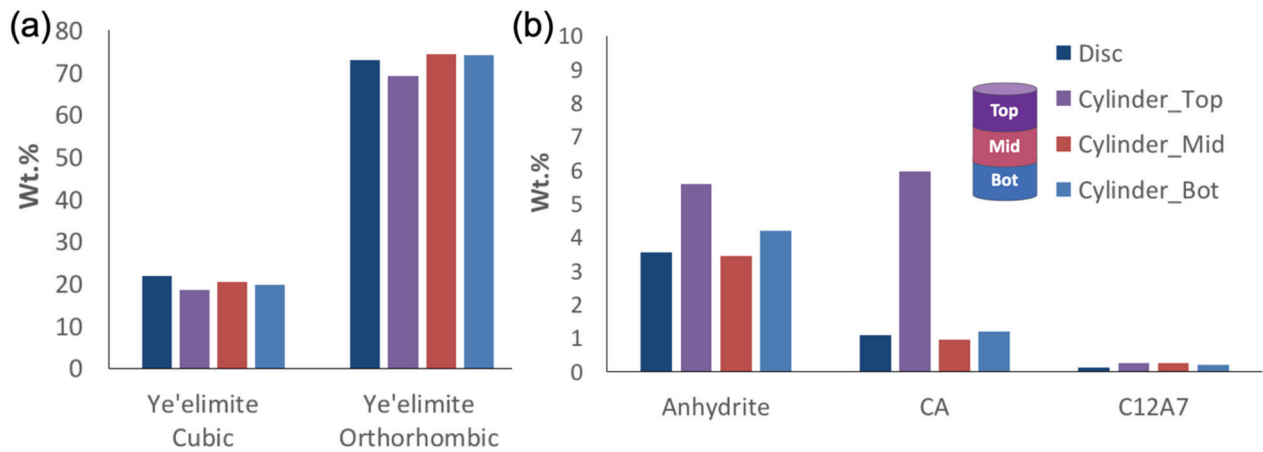 (a)
80
70
60
50
40
30
20
10
0
Wt.%
Ye'elimite
Cubic
Ye'elimite
Orthorhombic
(b)
10
9
8
7
6
5
4
3
2
1
0
Wt.%
Anhydrite
CA
C12A7
Top
Mid
Bot
Disc
Cylinder_Top
Cylinder_Mid
Cylinder_Bot